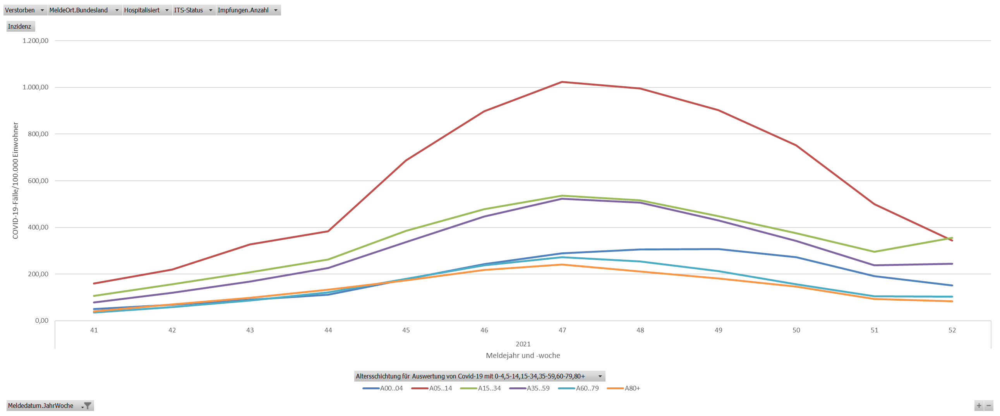 Verstorben MeldeOrt.Bundesland Hospitalisiert ITS-Status Impfungen.Anzahl
Inzidenz
1.200,00
1.000,00
800,00
600,00
400,00
200,00
0,00
COVID-19-Fälle/100.000 Einwohner
41 42 43 44 45 46 47 48 49 50 51 52
2021
Meldejahr und -woche
Altersschichtung für Auswertung von Covid-19 mit 0-4,5-14,15-34,35-59,60-79,80+
A00..04 A05..14 A15..34 A35..59 A60..79 A80+
Meldedatum.JahrWoche + −